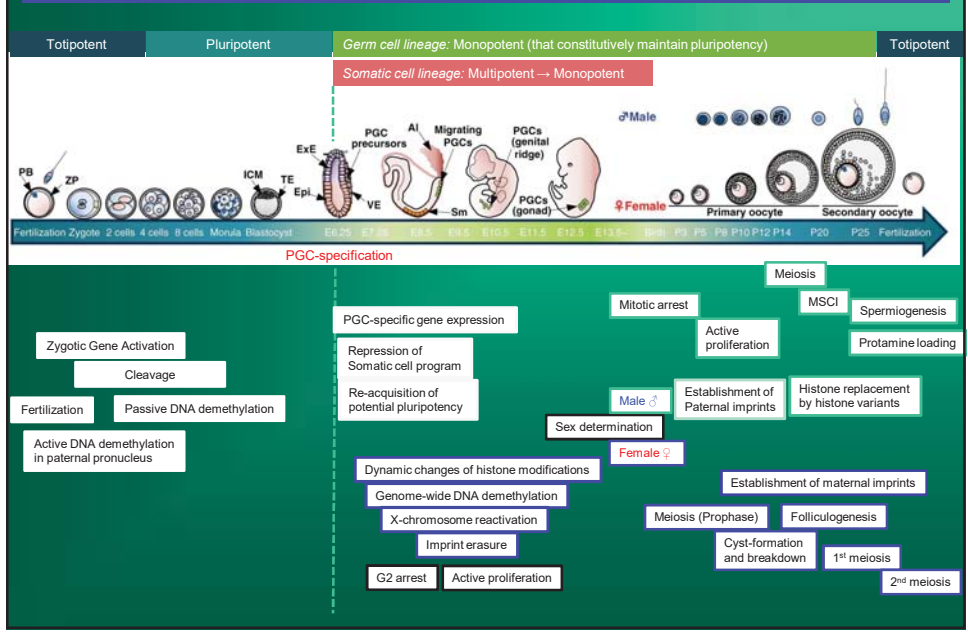 Totipotent
Pluripotent
Germ cell lineage: Monopotent (that constitutively maintain pluripotency)
Totipotent
Somatic cell lineage: Multipotent → Monopotent
♂Male
PB
ZP
ICM
TE
ExE
Epi.
VE
PGC
precursors
Al
Migrating
PGCs
Sm
PGCs
(genital
ridge)
PGCs
(gonad)
♀Female
Primary oocyte
Secondary oocyte
Fertilization Zygote 2 cells 4 cells 8 cells Morula Blastocyst E6.25 E7.25 E8.5 E9.5 E10.5 E11.5 E12.5 E13.5~ Birth P3 P5 P8 P10 P12 P14 P20 P25 Fertilization
PGC-specification
Meiosis
Mitotic arrest
MSCI
Spermiogenesis
PGC-specific gene expression
Active
proliferation
Protamine loading
Zygotic Gene Activation
Repression of
Somatic cell program
Cleavage
Re-acquisition of
potential pluripotency
Fertilization
Passive DNA demethylation
Male ♂
Establishment of
Paternal imprints
Histone replacement
by histone variants
Sex determination
Active DNA demethylation
in paternal pronucleus
Female ♀
Dynamic changes of histone modifications
Establishment of maternal imprints
Genome-wide DNA demethylation
X-chromosome reactivation
Meiosis (Prophase)
Folliculogenesis
Imprint erasure
Cyst-formation
and breakdown
1st meiosis
G2 arrest
Active proliferation
2nd meiosis